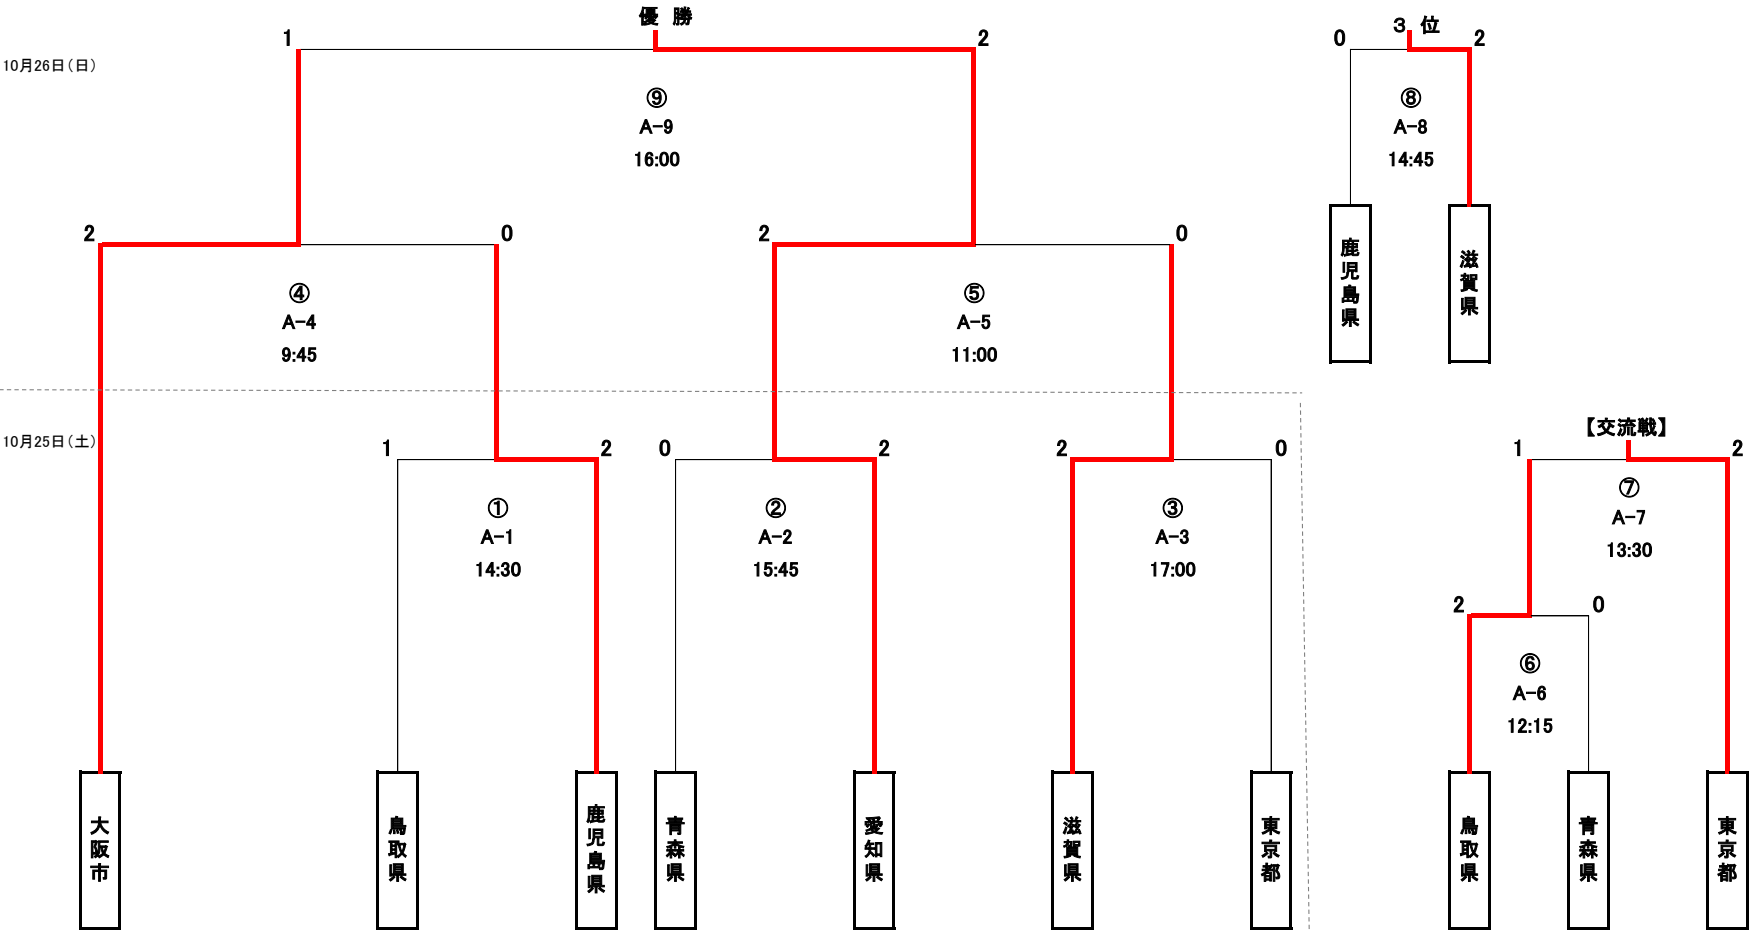 優 勝
3 位
1
2
0
2
10月26日(日)
⑨
A-9
16:00
⑧
A-8
14:45
2
0
2
0
鹿児島県
滋賀県
④
A-4
9:45
⑤
A-5
11:00
10月25日(土)
1
2
0
2
2
0
【交流戦】
1
2
①
A-1
14:30
②
A-2
15:45
③
A-3
17:00
⑦
A-7
13:30
2
0
⑥
A-6
12:15
大阪市
鳥取県
鹿児島県
青森県
愛知県
滋賀県
東京都
鳥取県
青森県
東京都